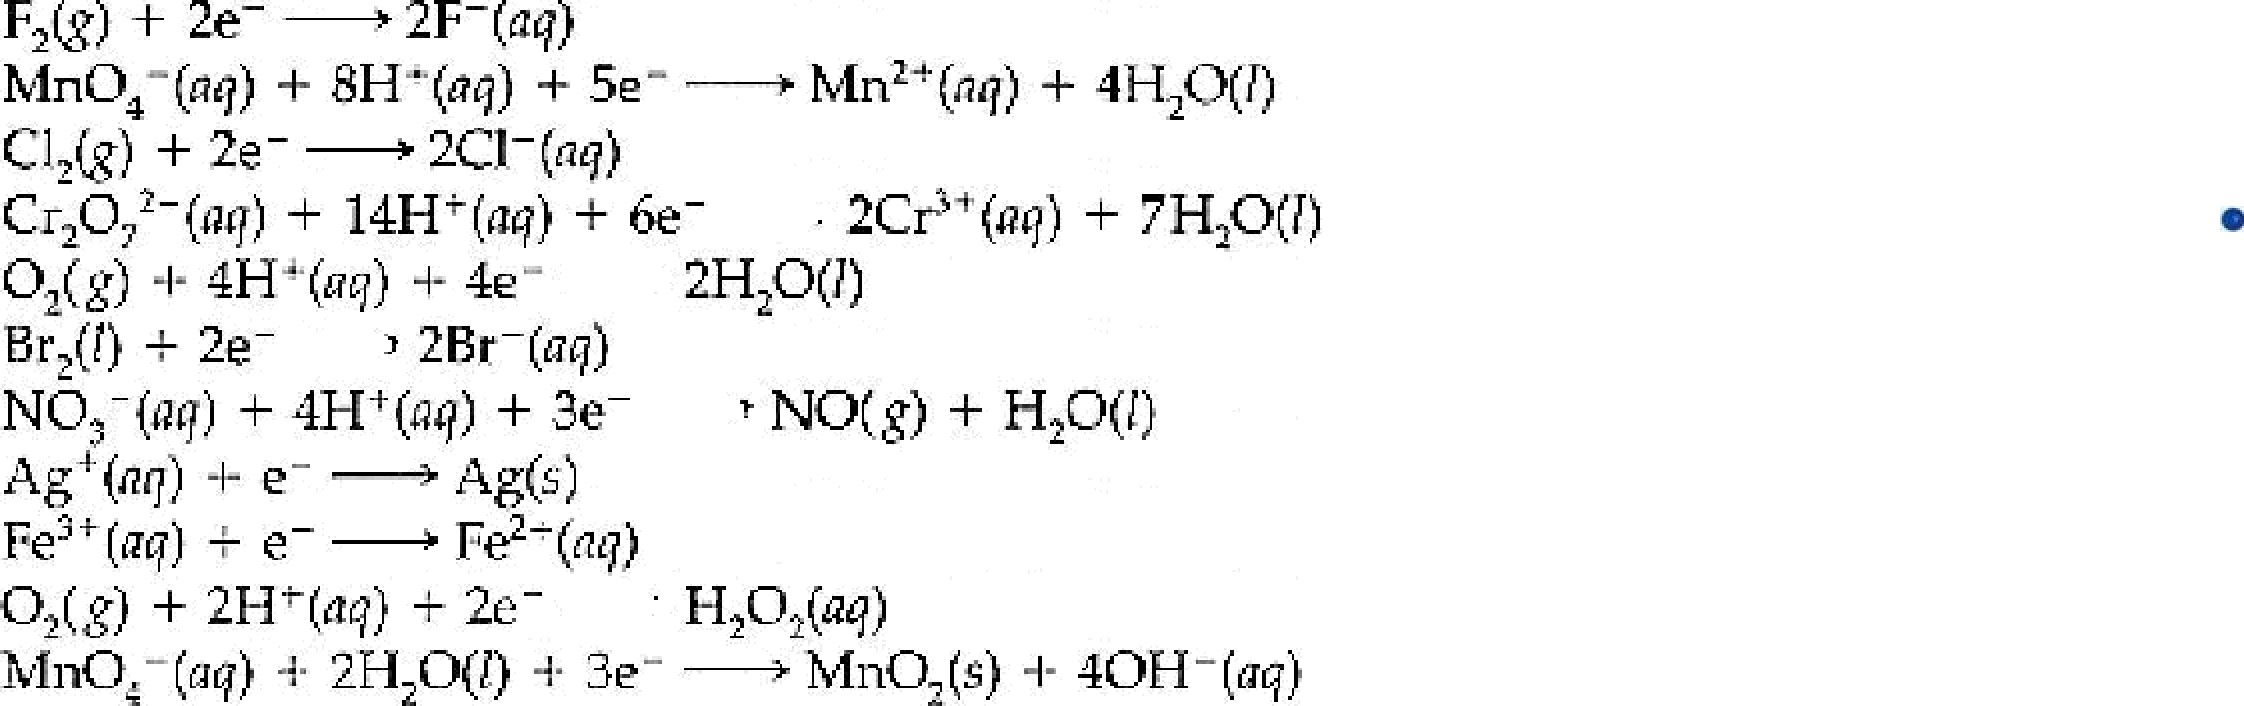 F₂(g) + 2e⁻ ⟶ 2F⁻(aq)
MnO₄⁻(aq) + 8H⁺(aq) + 5e⁻ ⟶ Mn²⁺(aq) + 4H₂O(l)
Cl₂(g) + 2e⁻ ⟶ 2Cl⁻(aq)
Cr₂O₇²⁻(aq) + 14H⁺(aq) + 6e⁻ 2Cr³⁺(aq) + 7H₂O(l)
O₂(g) + 4H⁺(aq) + 4e⁻ 2H₂O(l)
Br₂(l) + 2e⁻ 2Br⁻(aq)
NO₃⁻(aq) + 4H⁺(aq) + 3e⁻ NO(g) + H₂O(l)
Ag⁺(aq) + e⁻ ⟶ Ag(s)
Fe³⁺(aq) + e⁻ ⟶ Fe²⁺(aq)
O₂(g) + 2H⁺(aq) + 2e⁻ H₂O₂(aq)
MnO₄⁻(aq) + 2H₂O(l) + 3e⁻ ⟶ MnO₂(s) + 4OH⁻(aq)